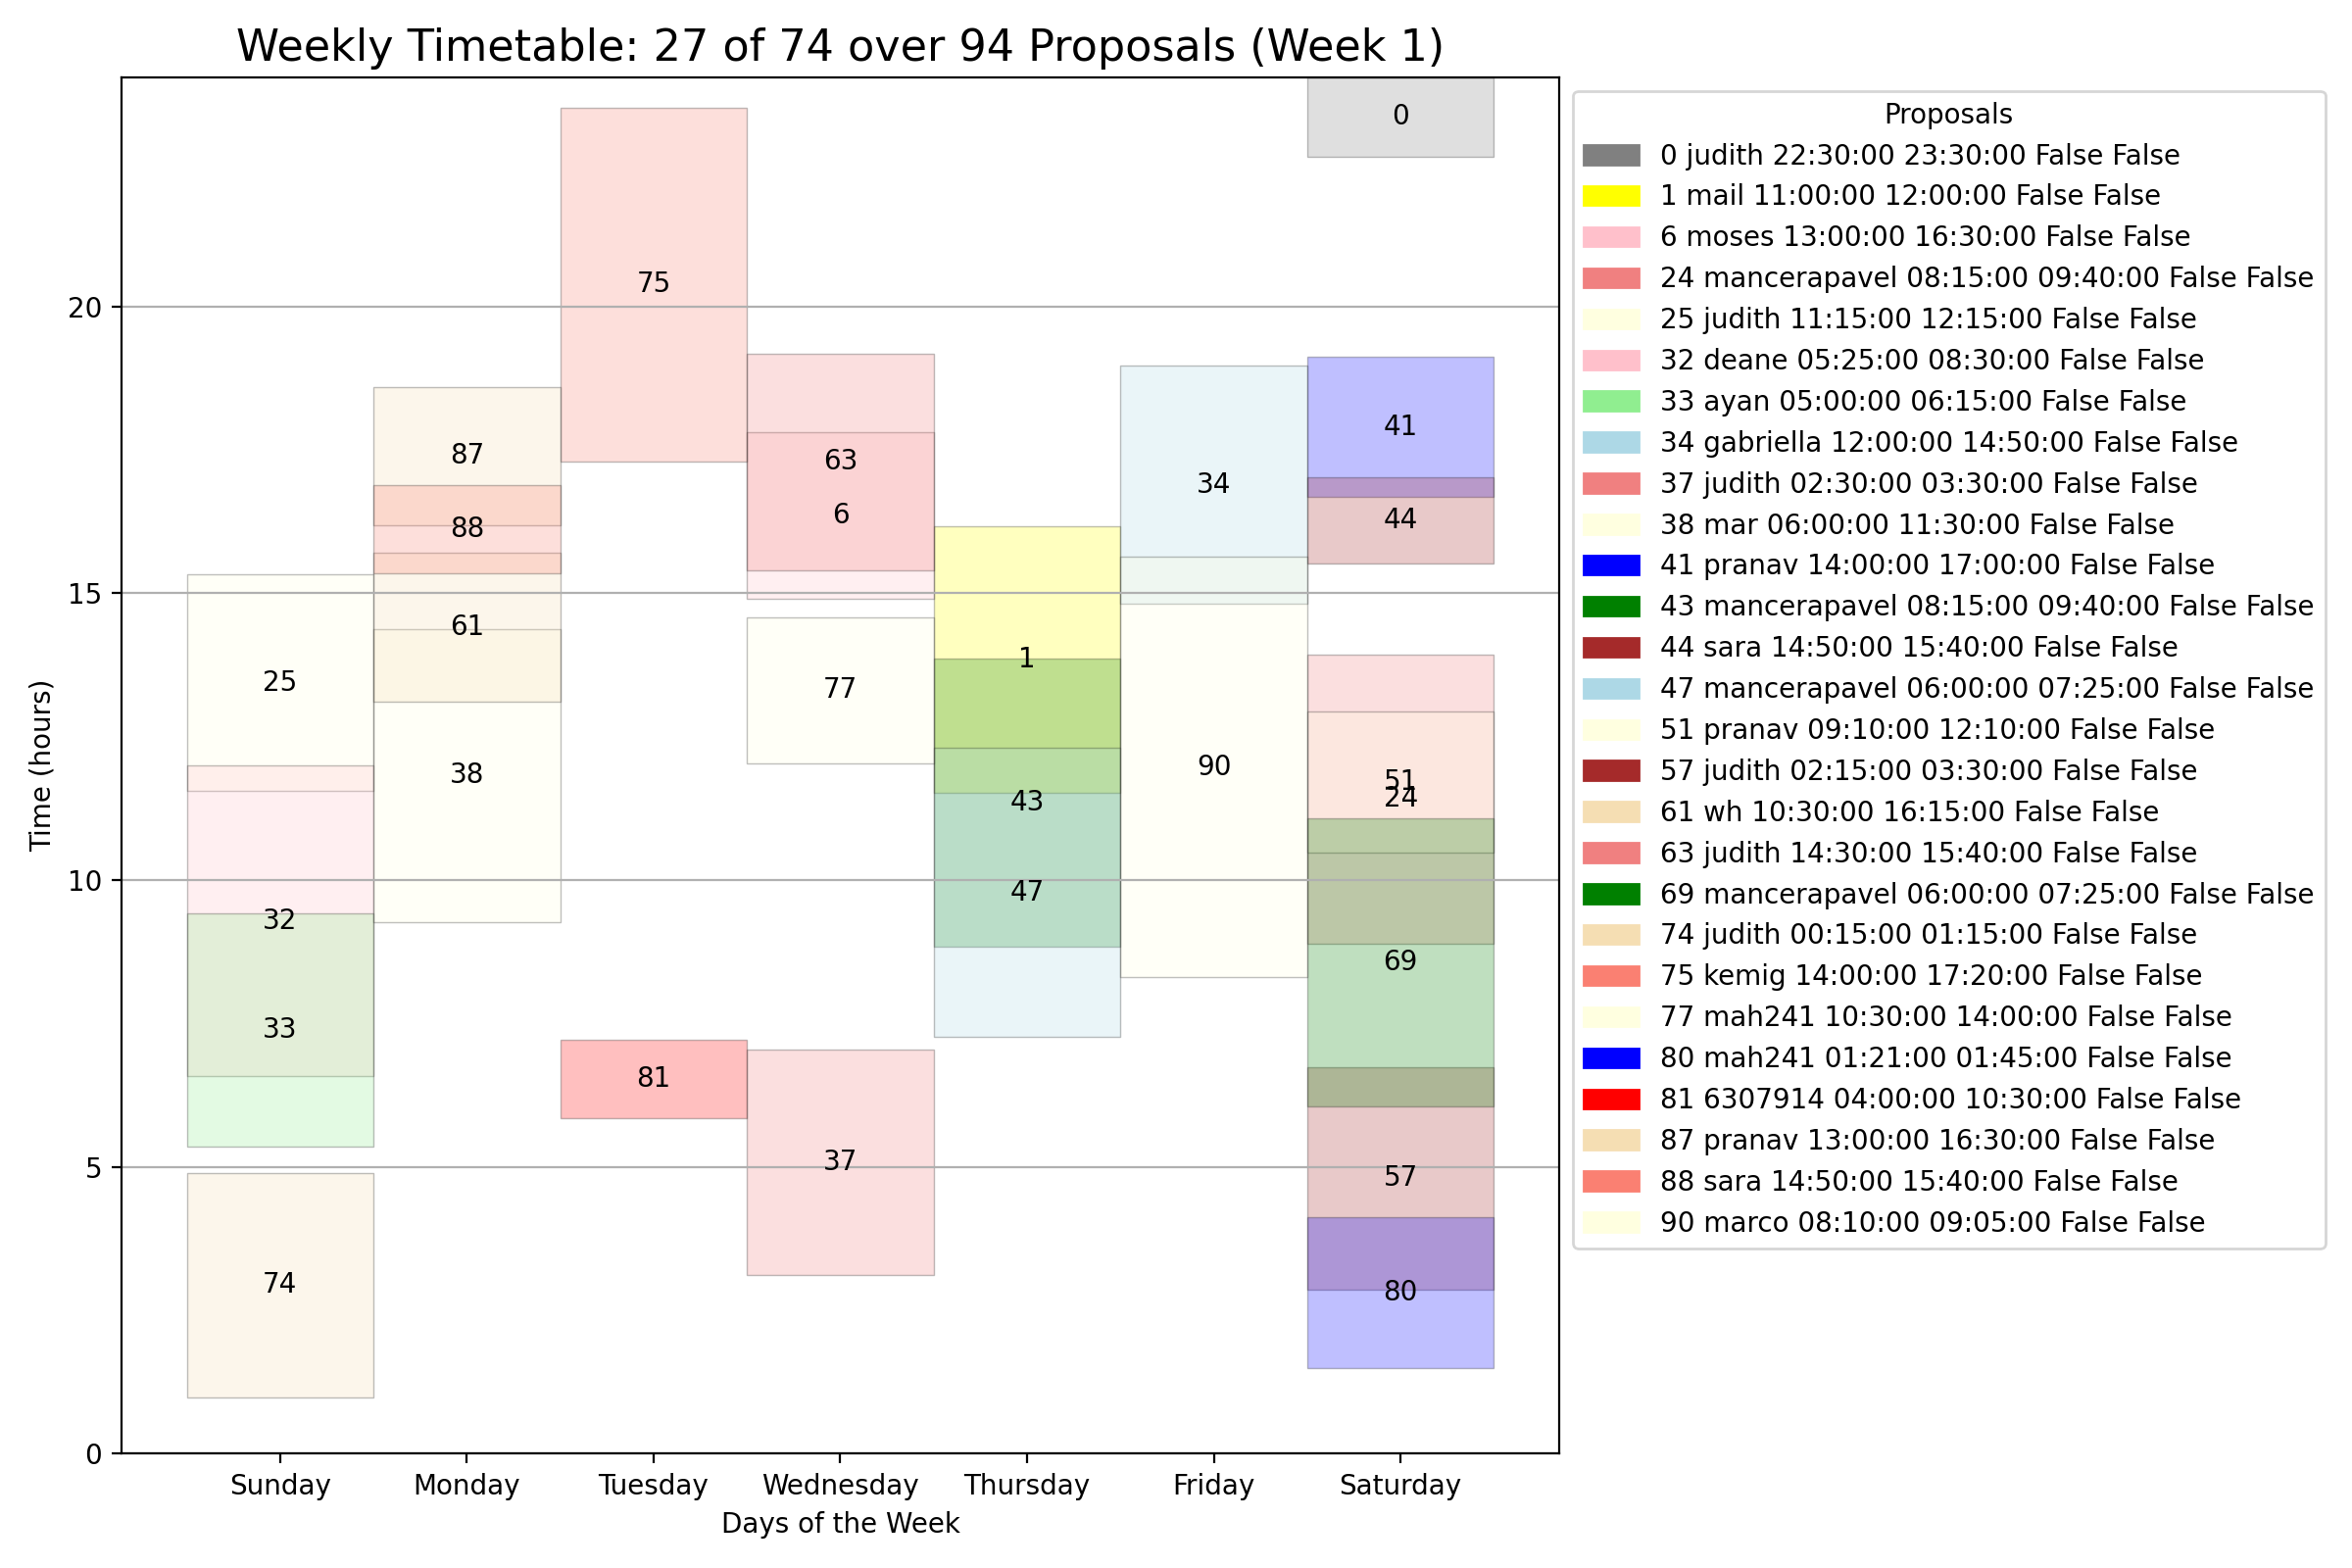 Weekly Timetable: 27 of 74 over 94 Proposals (Week 1)
Time (hours)
20
15
10
5
0
0
75
41
87
63
34
6
44
88
61
1
25
77
38
90
51
24
43
47
32
69
33
81
37
57
74
80
Sunday
Monday
Tuesday
Wednesday
Thursday
Friday
Saturday
Days of the Week
Proposals
0 judith 22:30:00 23:30:00 False False
1 mail 11:00:00 12:00:00 False False
6 moses 13:00:00 16:30:00 False False
24 mancerapavel 08:15:00 09:40:00 False False
25 judith 11:15:00 12:15:00 False False
32 deane 05:25:00 08:30:00 False False
33 ayan 05:00:00 06:15:00 False False
34 gabriella 12:00:00 14:50:00 False False
37 judith 02:30:00 03:30:00 False False
38 mar 06:00:00 11:30:00 False False
41 pranav 14:00:00 17:00:00 False False
43 mancerapavel 08:15:00 09:40:00 False False
44 sara 14:50:00 15:40:00 False False
47 mancerapavel 06:00:00 07:25:00 False False
51 pranav 09:10:00 12:10:00 False False
57 judith 02:15:00 03:30:00 False False
61 wh 10:30:00 16:15:00 False False
63 judith 14:30:00 15:40:00 False False
69 mancerapavel 06:00:00 07:25:00 False False
74 judith 00:15:00 01:15:00 False False
75 kemig 14:00:00 17:20:00 False False
77 mah241 10:30:00 14:00:00 False False
80 mah241 01:21:00 01:45:00 False False
81 6307914 04:00:00 10:30:00 False False
87 pranav 13:00:00 16:30:00 False False
88 sara 14:50:00 15:40:00 False False
90 marco 08:10:00 09:05:00 False False